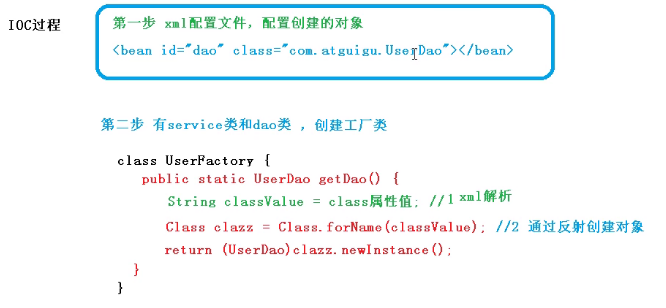 IOC过程
第一步 xml配置文件，配置创建的对象
<bean id="dao" class="com.atguigu.UserDao"></bean>
第二步 有service类和dao类 ，创建工厂类
class UserFactory {
public static UserDao getDao() {
String classValue = class属性值; //1 xml解析
Class clazz = Class.forName(classValue); //2 通过反射创建对象
return (UserDao)clazz.newInstance();
}
}